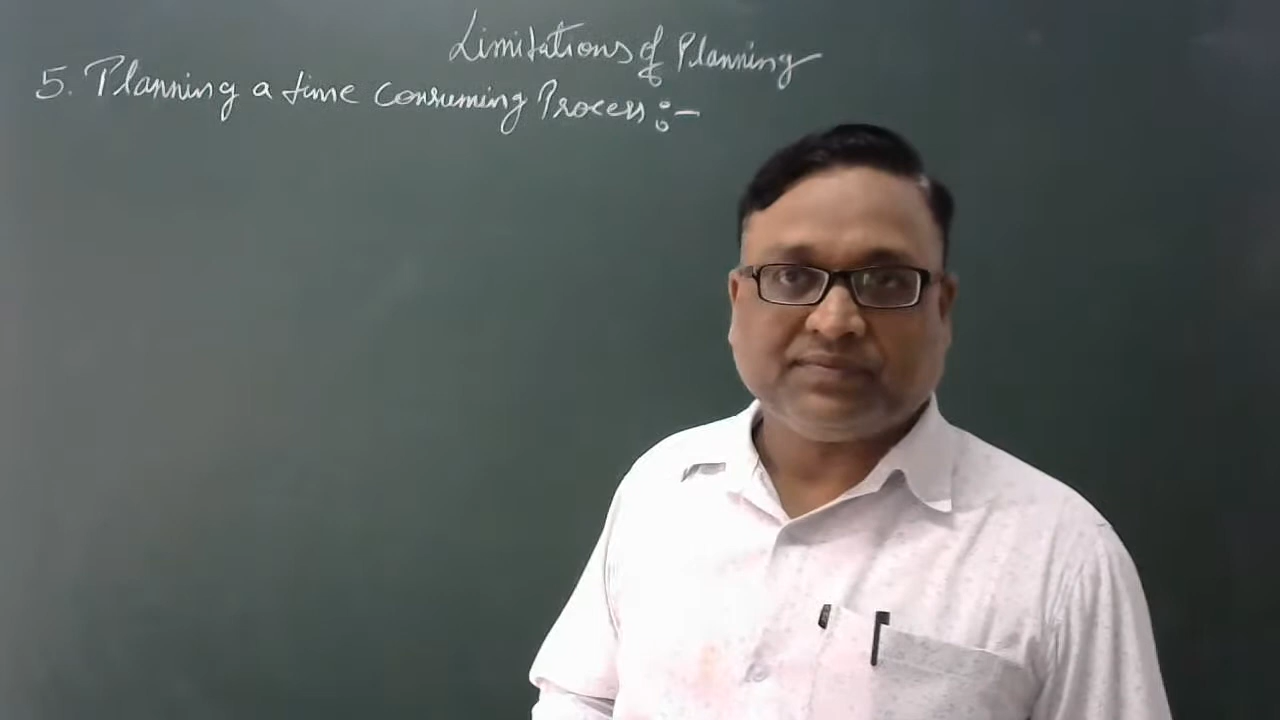 Limitations of Planning
5. Planning a time Consuming Process :-